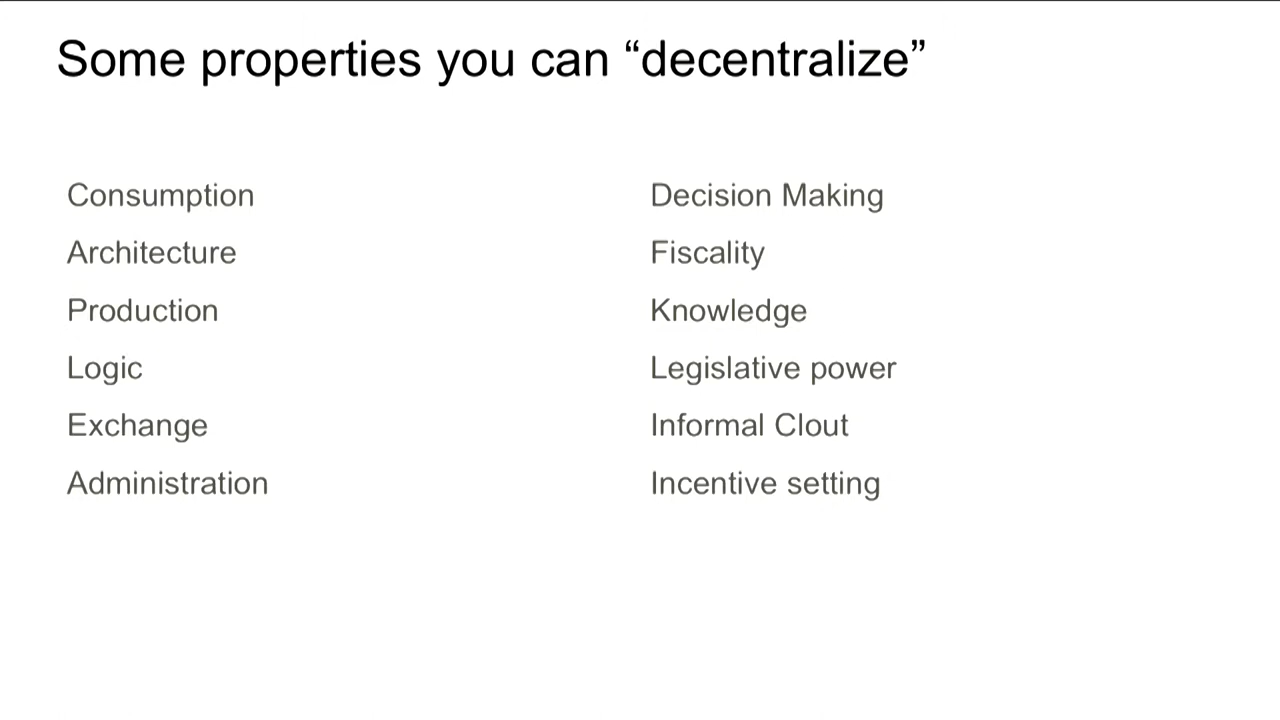 Some properties you can “decentralize”
Consumption
Architecture
Production
Logic
Exchange
Administration
Decision Making
Fiscality
Knowledge
Legislative power
Informal Clout
Incentive setting